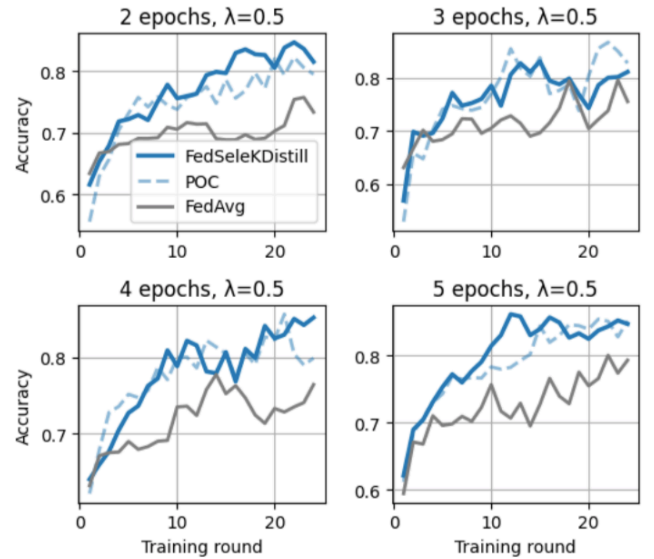 2 epochs, λ=0.5
Accuracy
0.8
0.7
0.6
0
10
20
FedSeleKDistill
POC
FedAvg
3 epochs, λ=0.5
0.8
0.7
0.6
0
10
20
4 epochs, λ=0.5
Accuracy
0.8
0.7
0
10
20
Training round
5 epochs, λ=0.5
0.8
0.7
0.6
0
10
20
Training round